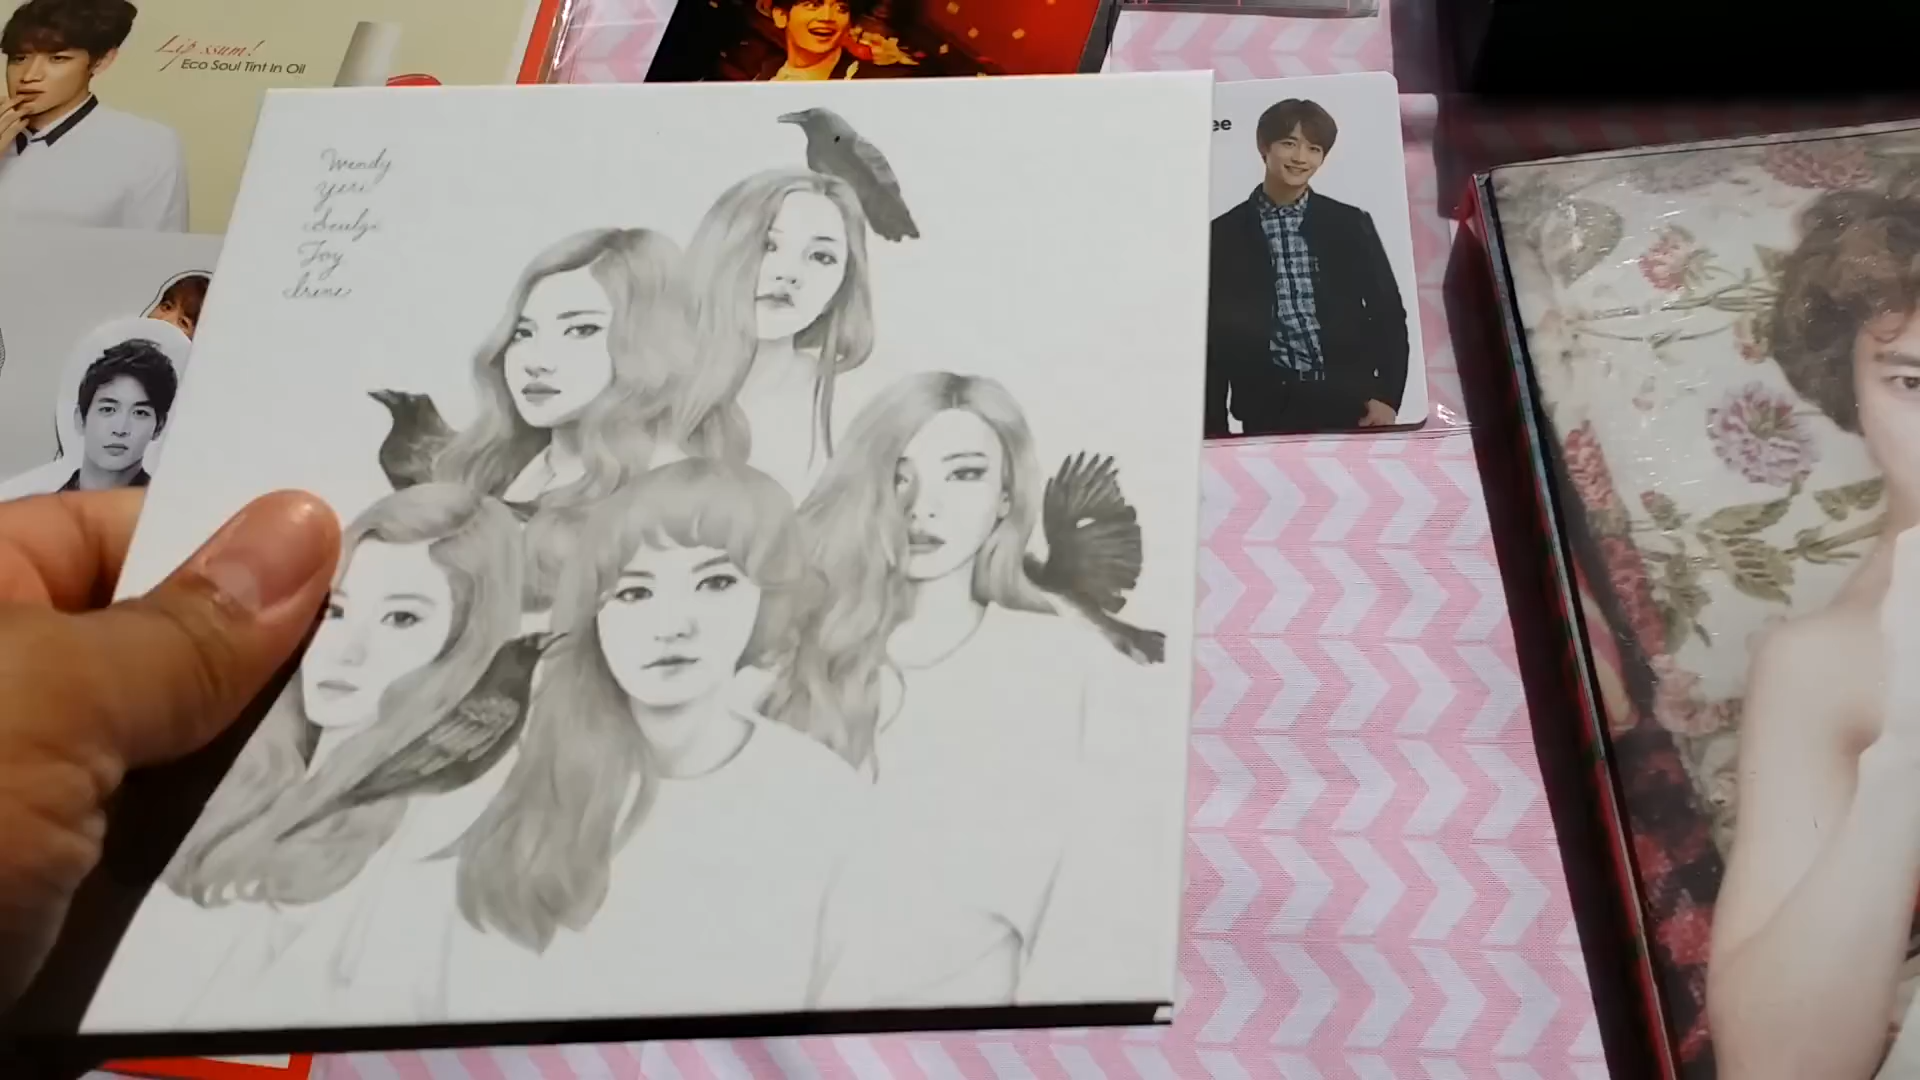 Lip ssum!
Eco Soul Tint In Oil
ee
Wendy
yeri
Seulgi
Joy
Irene